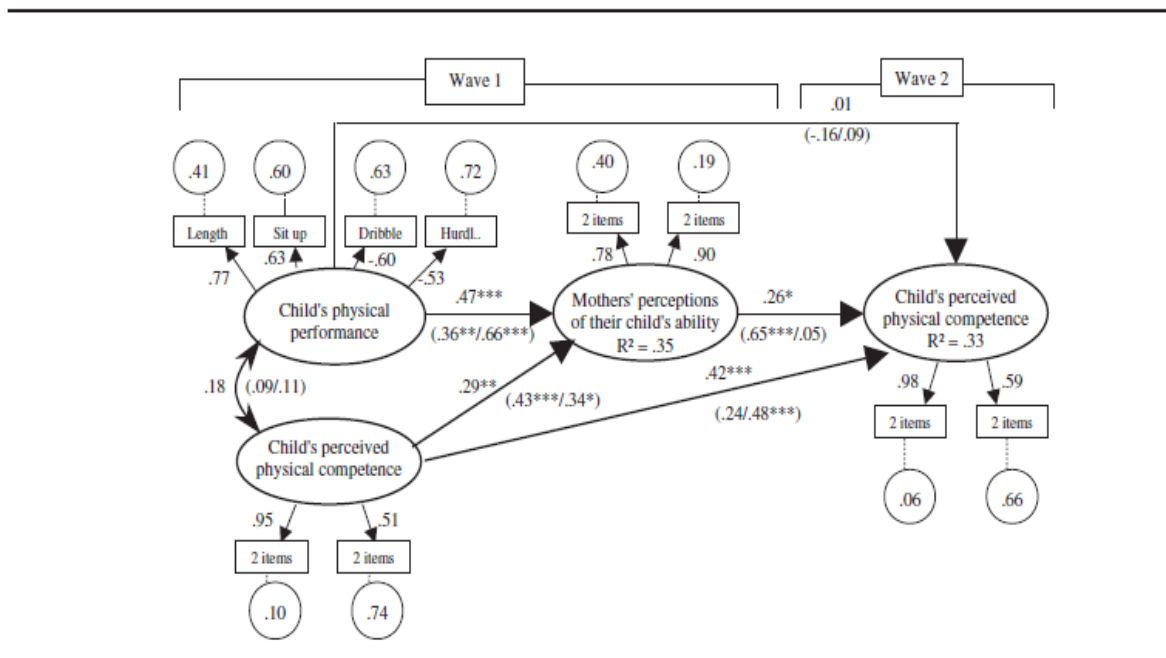 Wave 1
Wave 2
.01
(-.16/.09)
.41
.60
.63
.72
.40
.19
Length
Sit up
Dribble
Hurdl..
2 items
2 items
.77
.63
-.60
-.53
.78
.90
Child's physical
performance
.47***
(.36**/.66***)
Mothers' perceptions
of their child's ability
R² = .35
.26*
(.65***/.05)
Child's perceived
physical competence
R² = .33
.18
(.09/.11)
.29**
(.43***/.34*)
.42***
(.24/.48***)
.98
.59
2 items
2 items
.06
.66
Child's perceived
physical competence
.95
.51
2 items
2 items
.10
.74